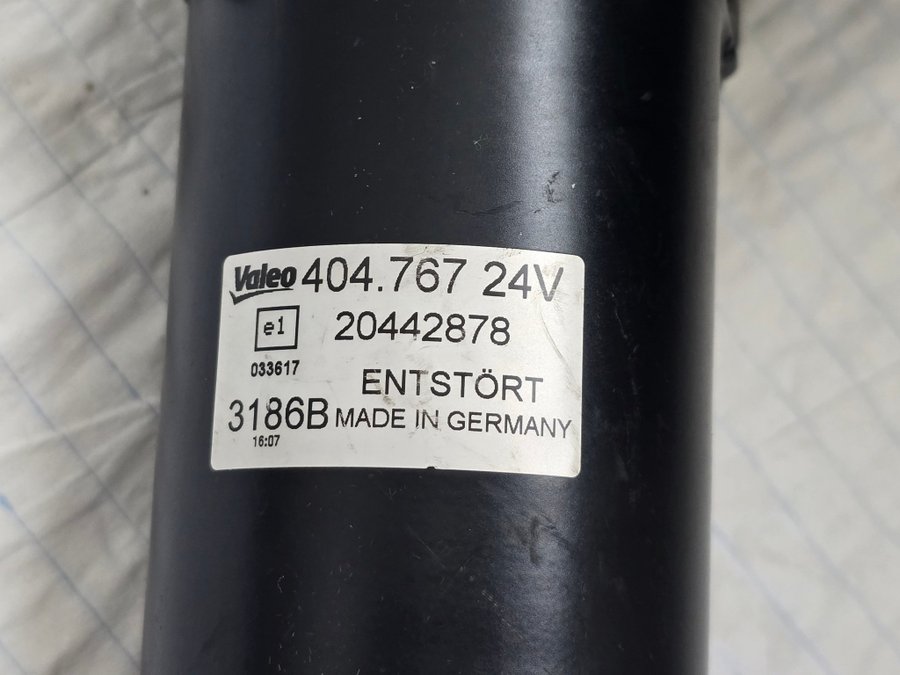 Valeo 404.767 24V
e1 20442878
033617
ENTSTÖRT
3186B MADE IN GERMANY
16:07